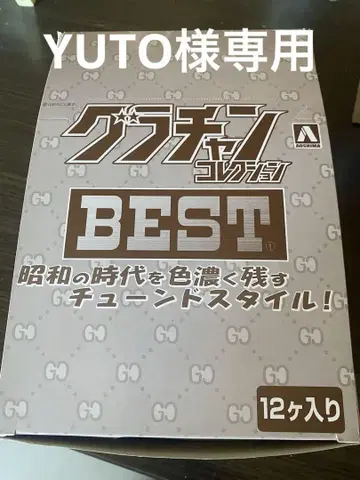 YUTO様専用
グラチャン
コレクション
AOSHIMA
BEST
昭和の時代を色濃く残す
チューンドスタイル!
12ヶ入り